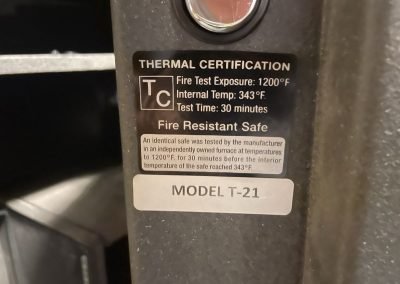 THERMAL CERTIFICATION
TC
Fire Test Exposure: 1200°F
Internal Temp: 343°F
Test Time: 30 minutes
Fire Resistant Safe
An identical safe was tested by the manufacturer
in an independently owned furnace at temperatures
to 1200°F. for 30 minutes before the interior
temperature of the safe reached 343°F.
MODEL T-21